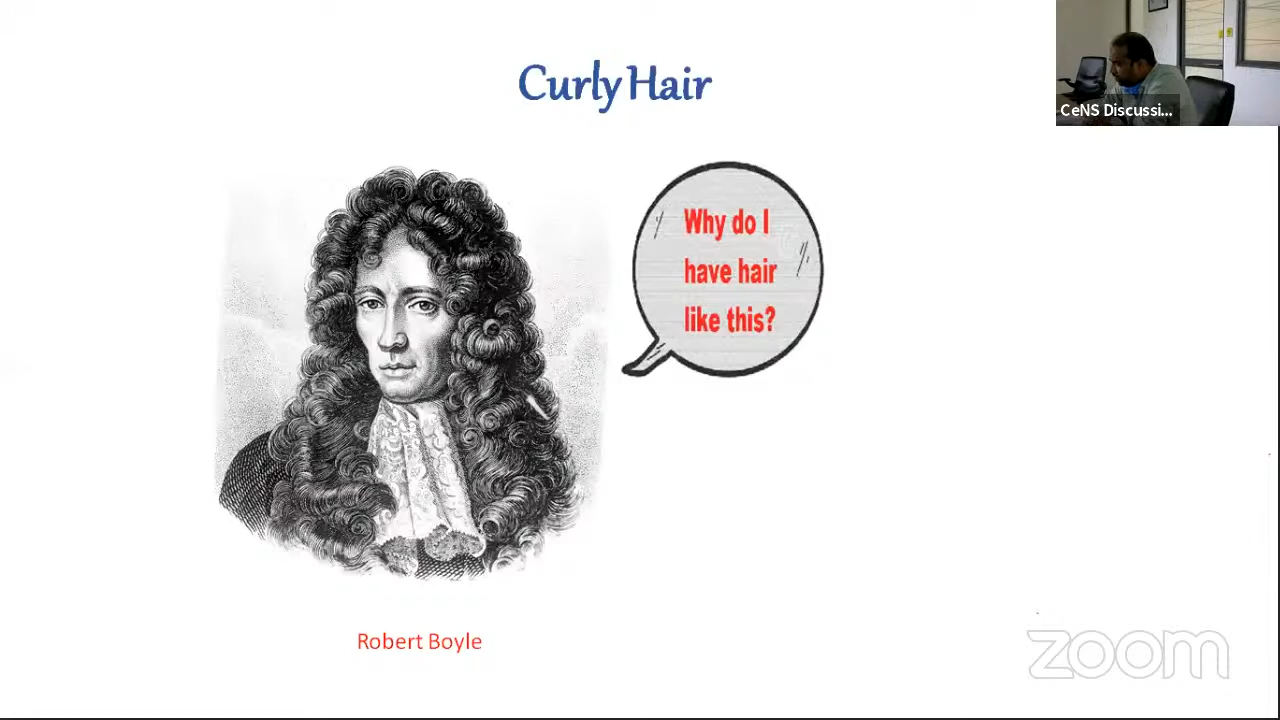 Curly Hair
CeNS Discussi...
Why do I
have hair
like this?
Robert Boyle
zoom